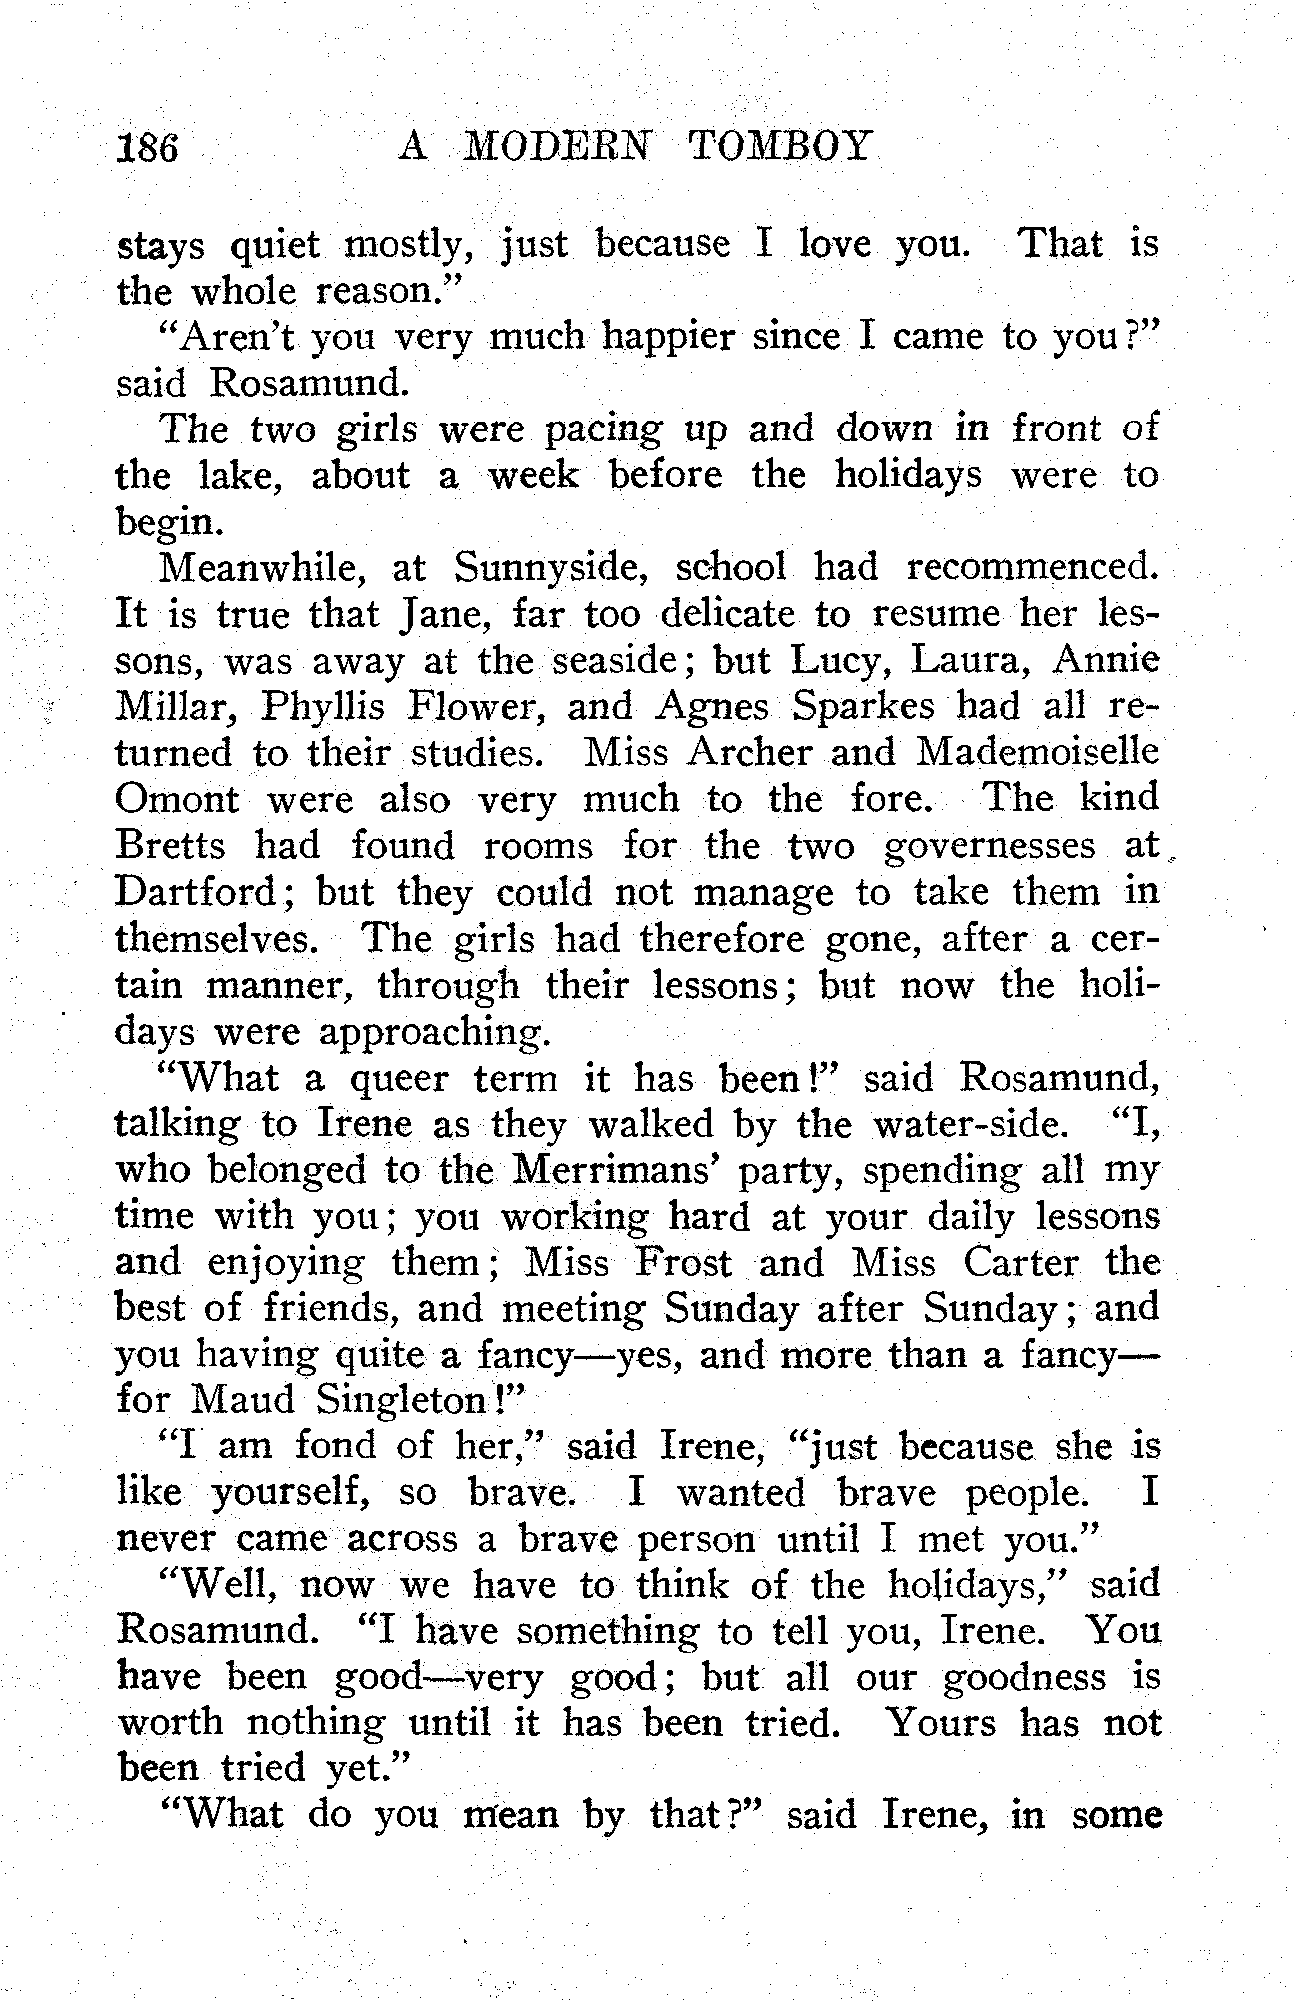 186 A MODERN TOMBOY
stays quiet mostly, just because I love you. That is
the whole reason.”
“Aren’t you very much happier since I came to you?”
said Rosamund.
The two girls were pacing up and down in front of
the lake, about a week before the holidays were to
begin.
Meanwhile, at Sunnyside, school had recommenced.
It is true that Jane, far too delicate to resume her les-
sons, was away at the seaside; but Lucy, Laura, Annie
Millar, Phyllis Flower, and Agnes Sparkes had all re-
turned to their studies. Miss Archer and Mademoiselle
Omont were also very much to the fore. The kind
Bretts had found rooms for the two governesses at
Dartford; but they could not manage to take them in
themselves. The girls had therefore gone, after a cer-
tain manner, through their lessons; but now the holi-
days were approaching.
“What a queer term it has been!” said Rosamund,
talking to Irene as they walked by the water-side. “I,
who belonged to the Merrimans’ party, spending all my
time with you; you working hard at your daily lessons
and enjoying them; Miss Frost and Miss Carter the
best of friends, and meeting Sunday after Sunday; and
you having quite a fancy—yes, and more than a fancy—
for Maud Singleton!”
“I am fond of her,” said Irene, “just because she is
like yourself, so brave. I wanted brave people. I
never came across a brave person until I met you.”
“Well, now we have to think of the holidays,” said
Rosamund. “I have something to tell you, Irene. You
have been good—very good; but all our goodness is
worth nothing until it has been tried. Yours has not
been tried yet.”
“What do you mean by that?” said Irene, in some